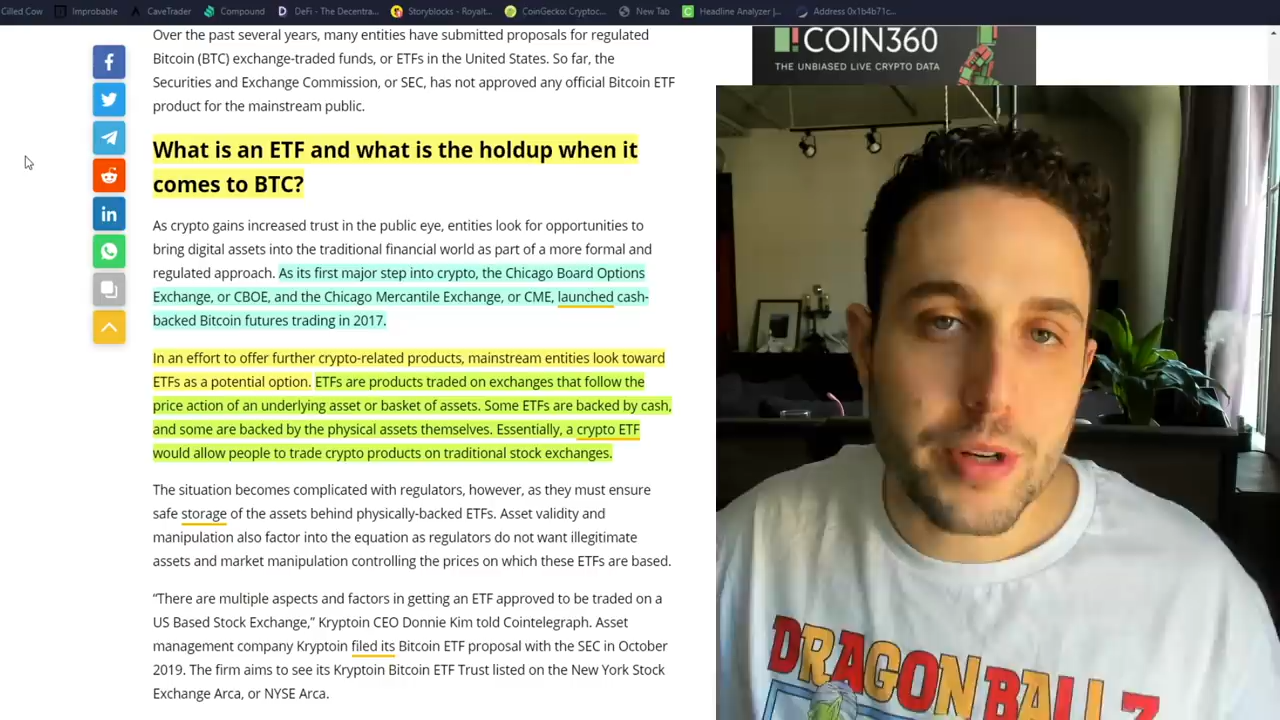 Cilled Cow Improbable CaveTrader Compound DeFi - The Decentra... Storyblocks - Royalt... CoinGecko: Cryptoc... New Tab Headline Analyzer |... Address 0x1b4b71c...
COIN360
THE UNBIASED LIVE CRYPTO DATA
Over the past several years, many entities have submitted proposals for regulated
Bitcoin (BTC) exchange-traded funds, or ETFs in the United States. So far, the
Securities and Exchange Commission, or SEC, has not approved any official Bitcoin ETF
product for the mainstream public.
What is an ETF and what is the holdup when it
comes to BTC?
As crypto gains increased trust in the public eye, entities look for opportunities to
bring digital assets into the traditional financial world as part of a more formal and
regulated approach. As its first major step into crypto, the Chicago Board Options
Exchange, or CBOE, and the Chicago Mercantile Exchange, or CME, launched cash-
backed Bitcoin futures trading in 2017.
In an effort to offer further crypto-related products, mainstream entities look toward
ETFs as a potential option. ETFs are products traded on exchanges that follow the
price action of an underlying asset or basket of assets. Some ETFs are backed by cash,
and some are backed by the physical assets themselves. Essentially, a crypto ETF
would allow people to trade crypto products on traditional stock exchanges.
The situation becomes complicated with regulators, however, as they must ensure
safe storage of the assets behind physically-backed ETFs. Asset validity and
manipulation also factor into the equation as regulators do not want illegitimate
assets and market manipulation controlling the prices on which these ETFs are based.
“There are multiple aspects and factors in getting an ETF approved to be traded on a
US Based Stock Exchange,” Kryptoin CEO Donnie Kim told Cointelegraph. Asset
management company Kryptoin filed its Bitcoin ETF proposal with the SEC in October
2019. The firm aims to see its Kryptoin Bitcoin ETF Trust listed on the New York Stock
Exchange Arca, or NYSE Arca.
DRAGON BALL Z